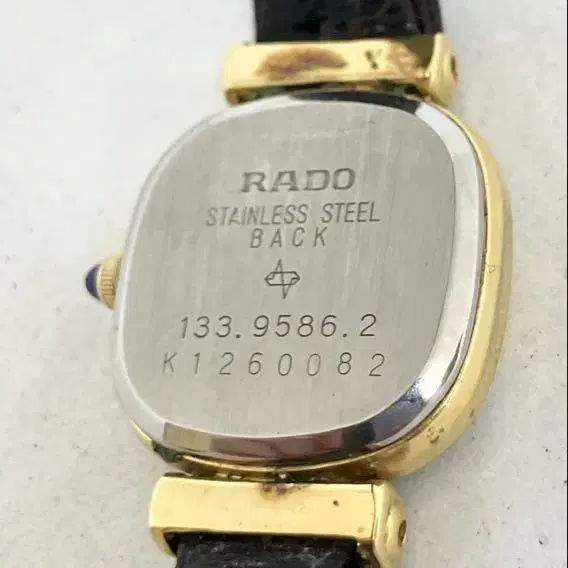 RADO
STAINLESS STEEL
BACK
133.9586.2
K1260082